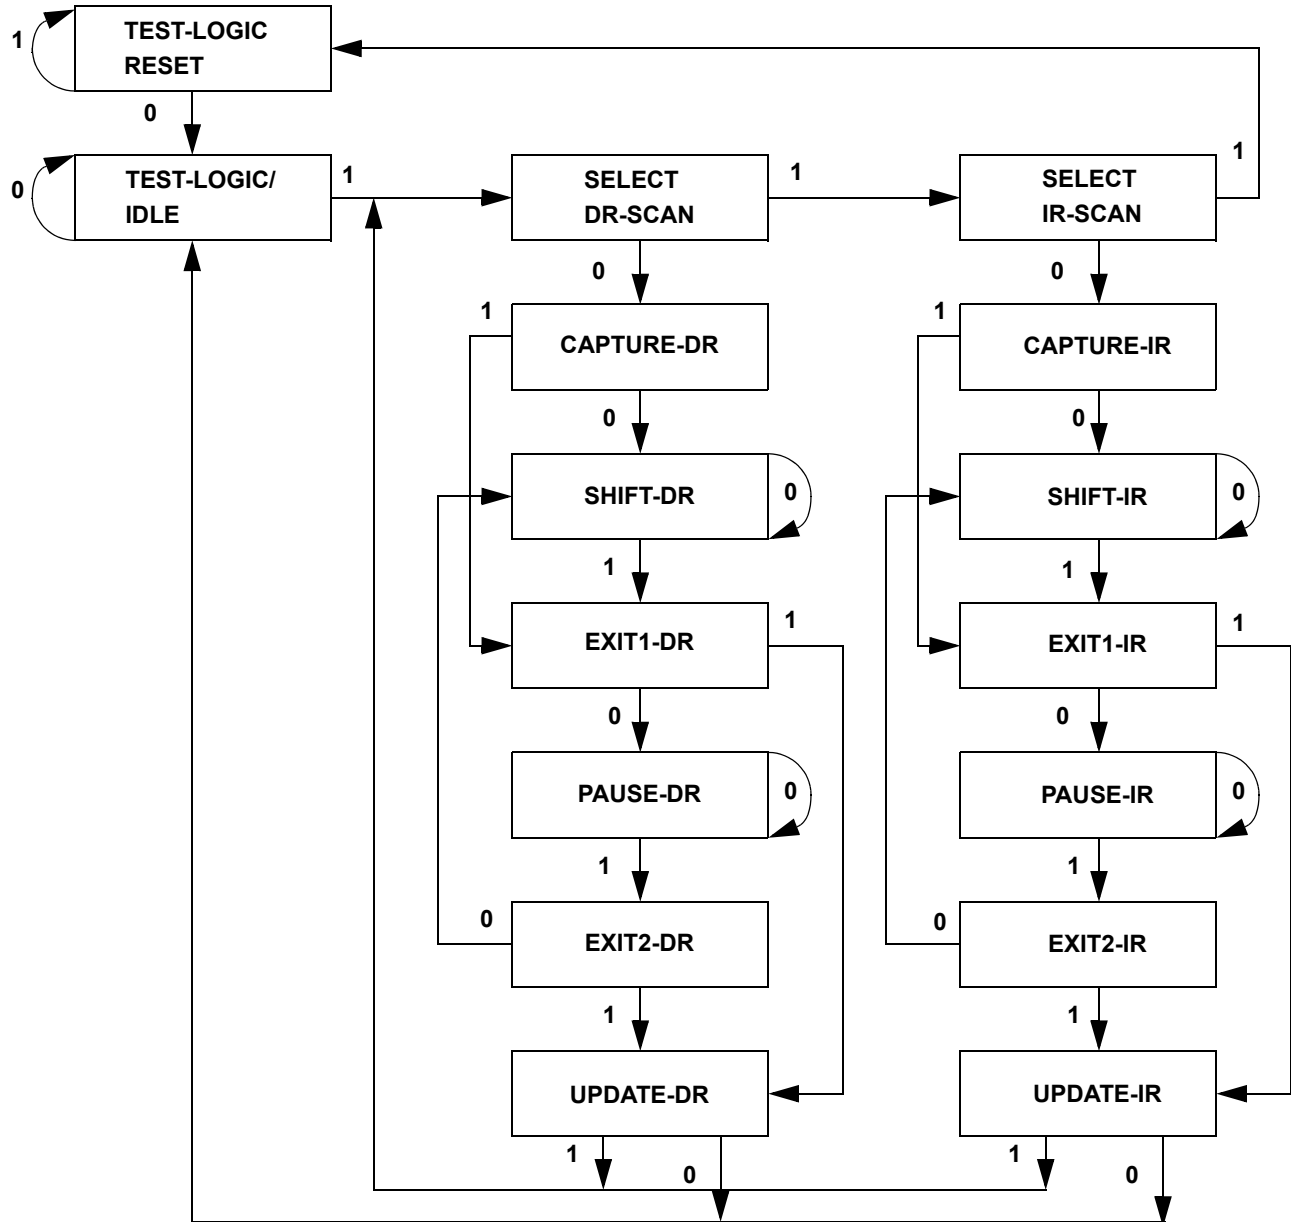 1
TEST-LOGIC
RESET
0
0
TEST-LOGIC/
IDLE
1
SELECT
DR-SCAN
1
SELECT
IR-SCAN
1
0
0
1
CAPTURE-DR
1
CAPTURE-IR
0
0
SHIFT-DR
0
SHIFT-IR
0
1
1
EXIT1-DR
1
EXIT1-IR
1
0
0
PAUSE-DR
0
PAUSE-IR
0
1
1
0
EXIT2-DR
0
EXIT2-IR
1
1
UPDATE-DR
UPDATE-IR
1
0
1
0